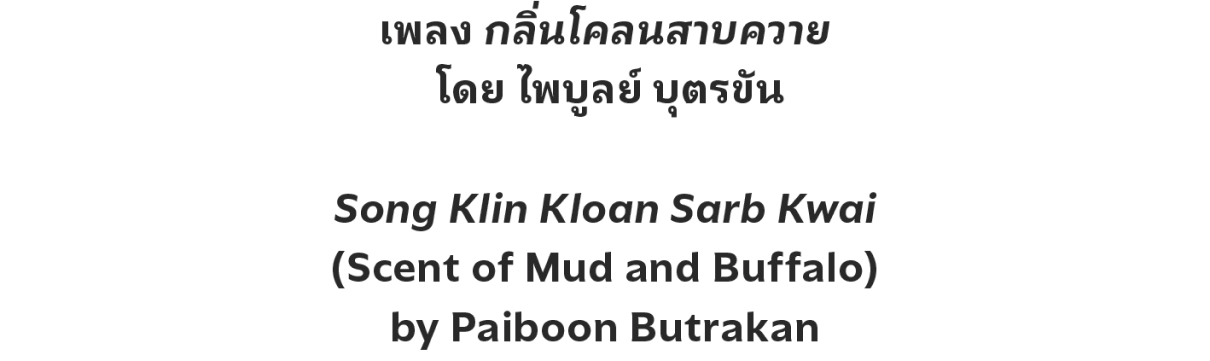 เพลง กลิ่นโคลนสาบควาย
โดย ไพบูลย์ บุตรขัน
Song Klin Kloan Sarb Kwai
(Scent of Mud and Buffalo)
by Paiboon Butrakan